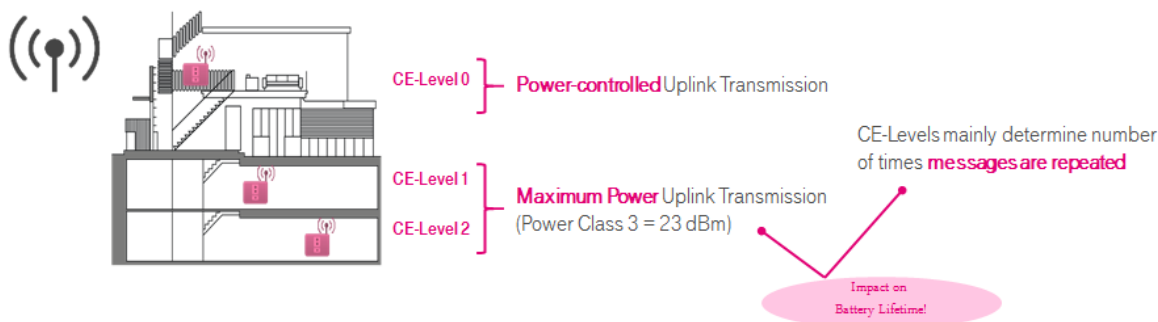 CE-Level 0
Power-controlled Uplink Transmission
CE-Levels mainly determine number
of times messages are repeated
CE-Level 1
Maximum Power Uplink Transmission
CE-Level 2
(Power Class 3 = 23 dBm)
Impact on
Battery Lifetime!